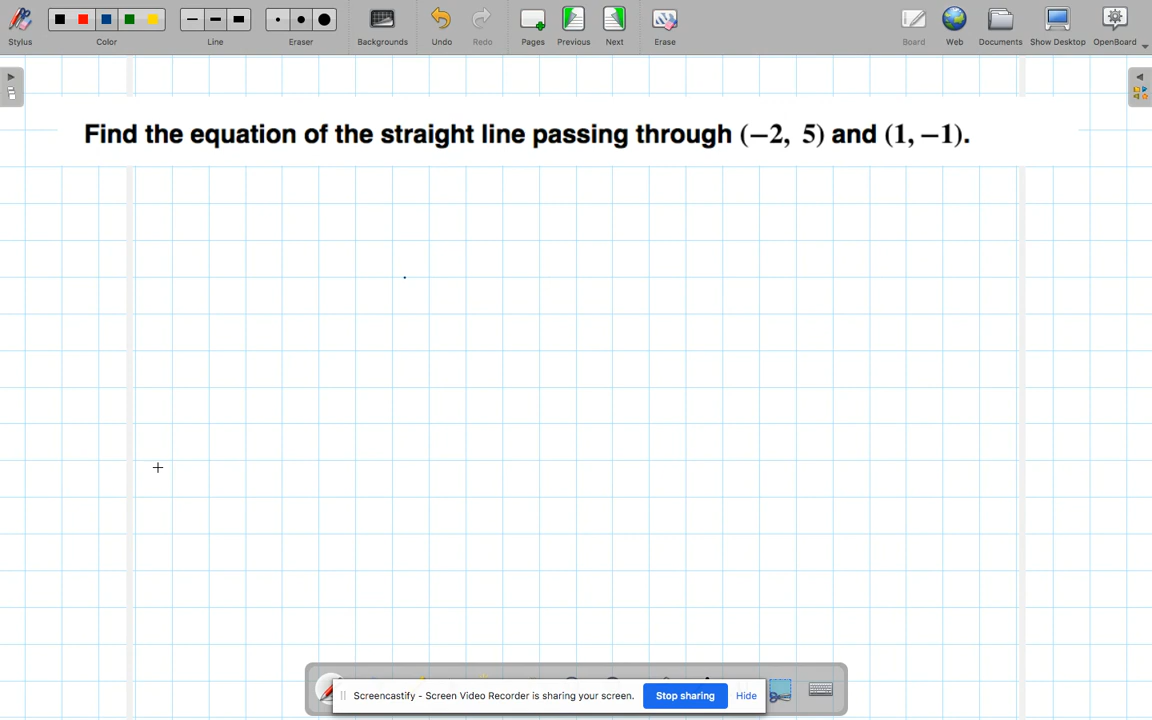 Stylus Color Line Eraser Backgrounds Undo Redo Pages Previous Next Erase Board Web Documents Show Desktop OpenBoard
Find the equation of the straight line passing through (−2, 5) and (1, −1).
Screencastify - Screen Video Recorder is sharing your screen. Stop sharing Hide